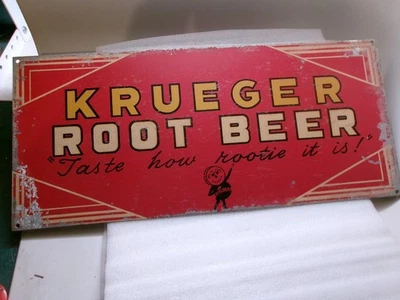 KRUEGER
ROOT BEER
"Taste how rootie it is!"